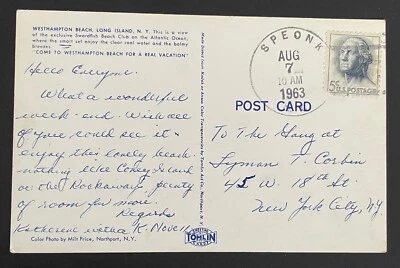 WESTHAMPTON BEACH, LONG ISLAND, N. Y. This is a view
of the exclusive Swordfish Beach Club on the Atlantic Ocean,
where the smart set enjoy the clear cool water and the balmy
breezes.
"COME TO WESTHAMPTON BEACH FOR A REAL VACATION"
Hello Everyone.
What a wonderful
week-end. Wish all
of you could see it &
enjoy this lovely beach
nothing like Coney Island
or the Rockaways, plenty
of room for me.
Regards
Katherine
K. Novell
Color Photo by Milt Price, Northport, N. Y.
TOMLIN
SPEONK
AUG
7
10 AM
1963
5¢ U.S. POSTAGE
POST CARD
To The Gang at
Lyman T. Corbin
45 W. 18th St.
New York City, N.Y.